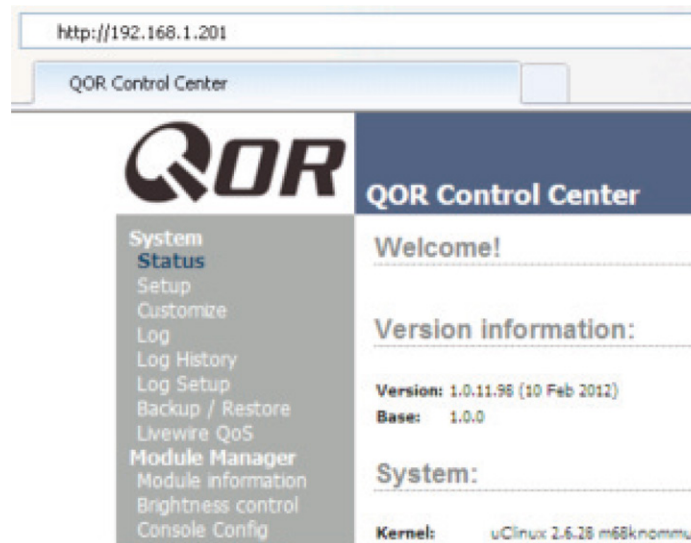 http://192.168.1.201
QOR Control Center
QOR
QOR Control Center
System
Status
Setup
Customize
Log
Log History
Log Setup
Backup / Restore
Livewire QoS
Module Manager
Module information
Brightness control
Console Config
Welcome!
Version information:
Version: 1.0.11.98 (10 Feb 2012)
Base: 1.0.0
System:
Kernel: uClinux 2.6.28 m68knommu